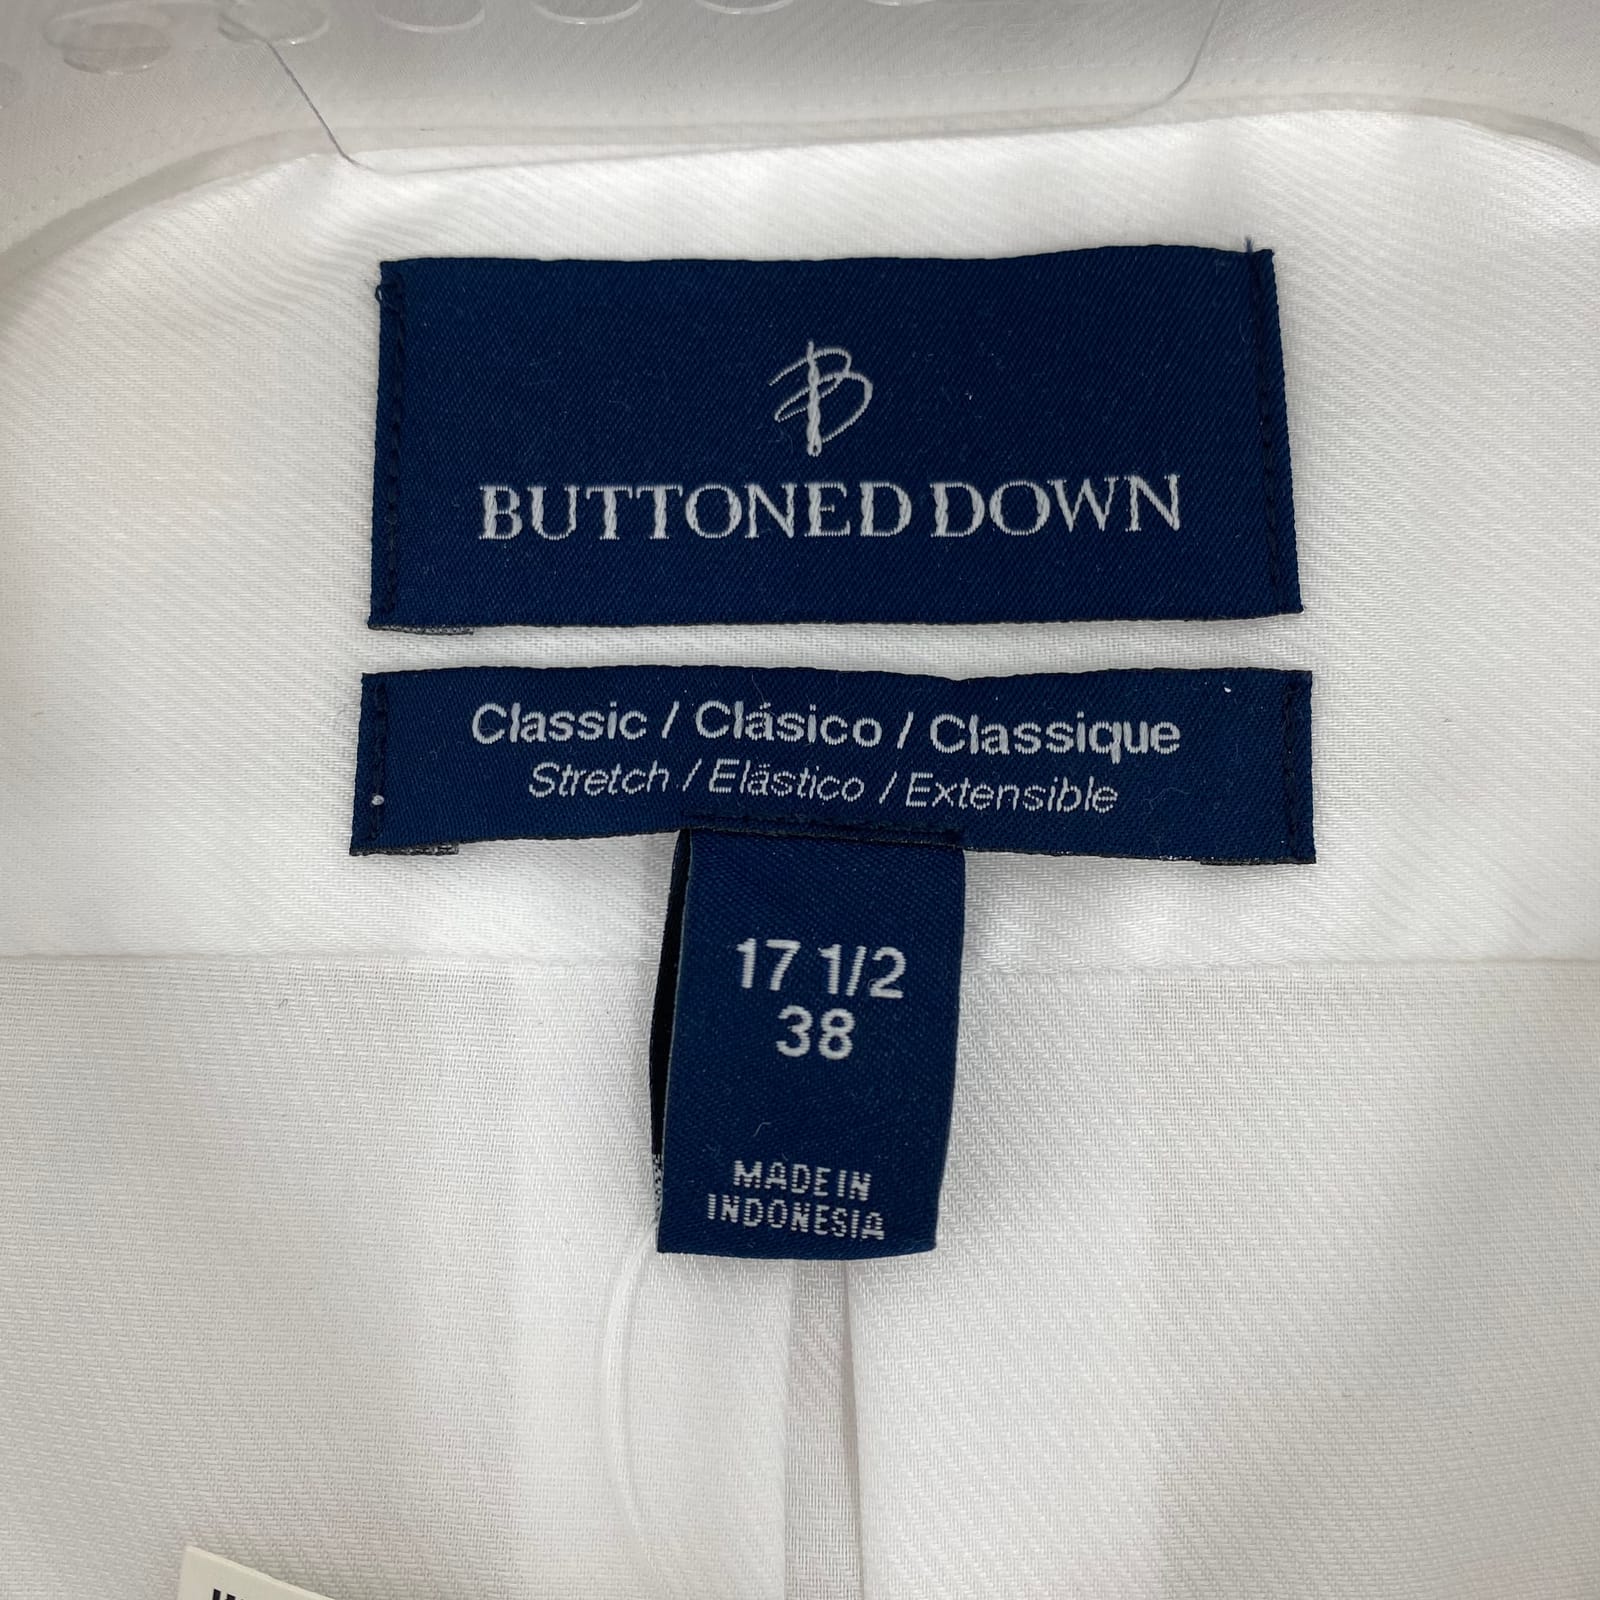 B
BUTTONED DOWN
Classic / Clásico / Classique
Stretch / Elástico / Extensible
17 1/2
38
MADE IN
INDONESIA